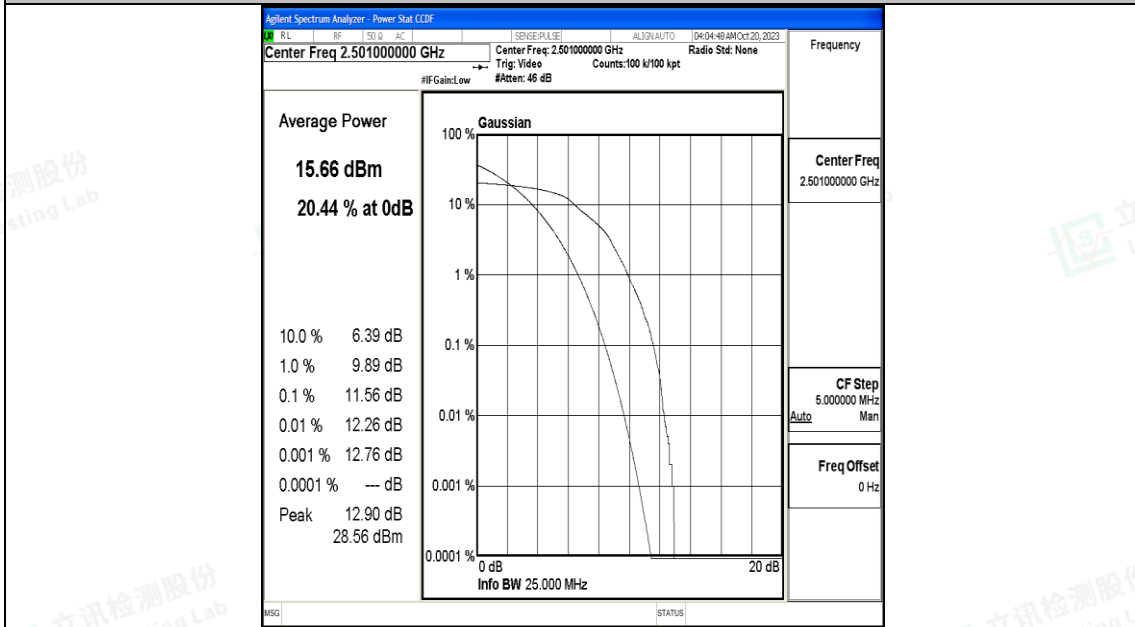 Agilent Spectrum Analyzer - Power Stat CCDF
RL RF 50 Ω AC SENSE:PULSE ALIGN AUTO 04:04:48 AM Oct 20, 2023
Center Freq 2.501000000 GHz
Center Freq: 2.501000000 GHz
Radio Std: None
Trig: Video
Counts:100 k/100 kpt
#IFGain:Low
#Atten: 46 dB
Frequency
Average Power
15.66 dBm
20.44 % at 0dB
10.0 % 6.39 dB
1.0 % 9.89 dB
0.1 % 11.56 dB
0.01 % 12.26 dB
0.001 % 12.76 dB
0.0001 % --- dB
Peak 12.90 dB
28.56 dBm
Gaussian
100 %
10 %
1 %
0.1 %
0.01 %
0.001 %
0.0001 %
0 dB
20 dB
Info BW 25.000 MHz
Center Freq
2.501000000 GHz
CF Step
5.000000 MHz
Auto Man
Freq Offset
0 Hz
MSG
STATUS
测股份
sting Lab
立讯检测股份
ng Lab
立讯检测股份